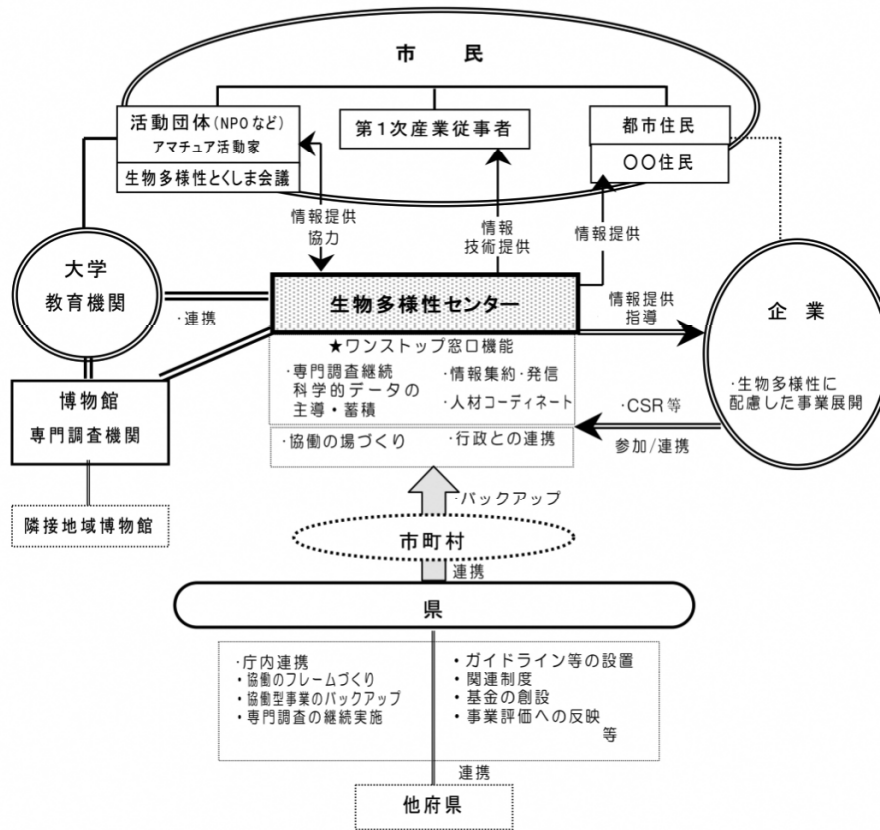 市　民
活動団体(NPOなど)
アマチュア活動家
生物多様性とくしま会議
第1次産業従事者
都市住民
〇〇住民
情報提供
協力
情報
技術提供
情報提供
大学
教育機関
・連携
生物多様性センター
情報提供
指導
企　業
・生物多様性に
配慮した事業展開
★ワンストップ窓口機能
・専門調査継続
科学的データの
主導・蓄積
・情報集約・発信
・人材コーディネート
・協働の場づくり
・行政との連携
・CSR等
参加/連携
博物館
専門調査機関
隣接地域博物館
・バックアップ
市町村
連携
県
・庁内連携
・協働のフレームづくり
・協働型事業のバックアップ
・専門調査の継続実施
・ガイドライン等の設置
・関連制度
・基金の創設
・事業評価への反映
等
連携
他府県